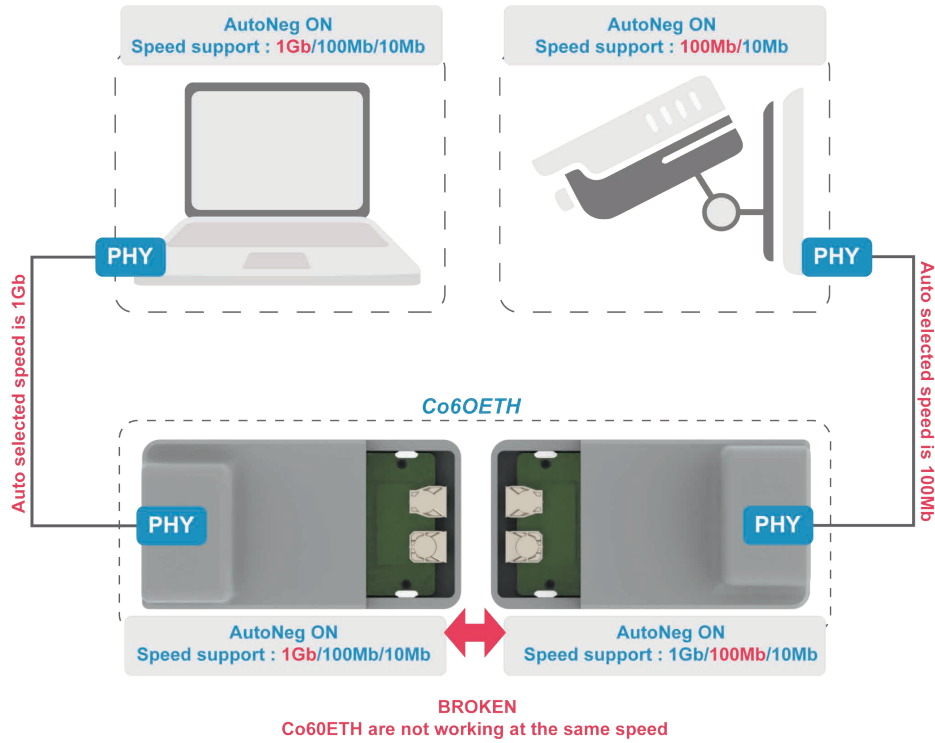 AutoNeg ON
Speed support : 1Gb/100Mb/10Mb
AutoNeg ON
Speed support : 100Mb/10Mb
PHY
PHY
Auto selected speed is 1Gb
Auto selected speed is 100Mb
Co6OETH
PHY
PHY
AutoNeg ON
Speed support : 1Gb/100Mb/10Mb
AutoNeg ON
Speed support : 1Gb/100Mb/10Mb
BROKEN
Co60ETH are not working at the same speed